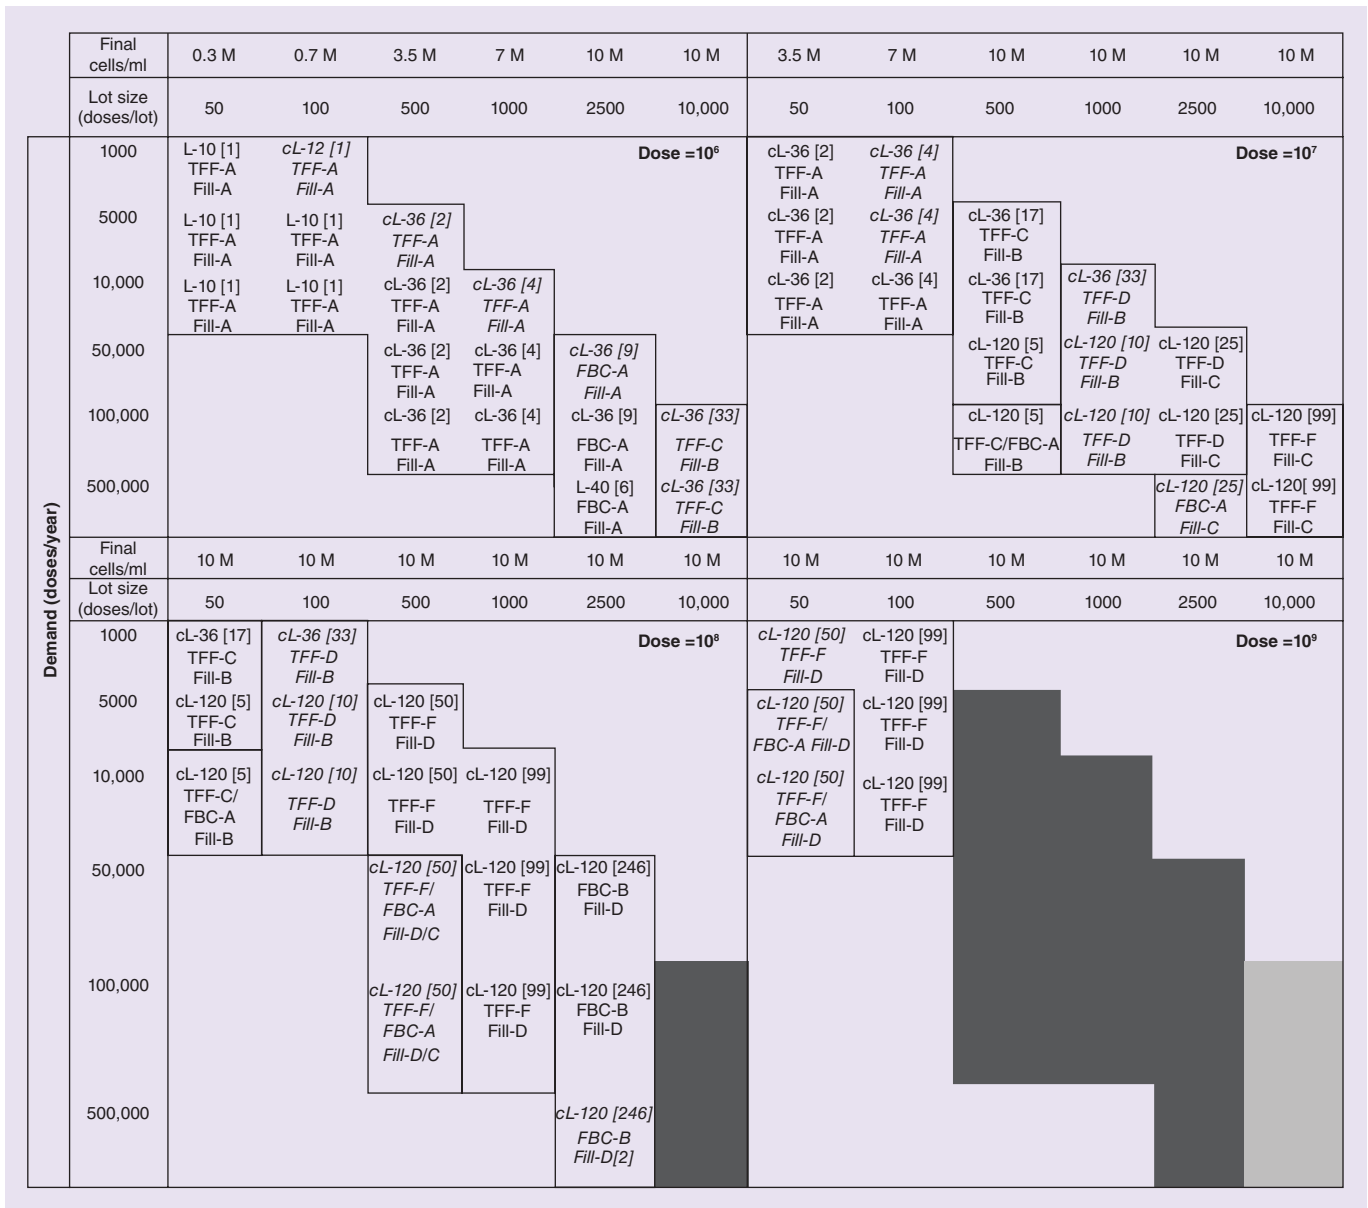 Final cells/ml 0.3 M 0.7 M 3.5 M 7 M 10 M 10 M 3.5 M 7 M 10 M 10 M 10 M 10 M
Lot size (doses/lot) 50 100 500 1000 2500 10,000 50 100 500 1000 2500 10,000
Demand (doses/year)
Dose =10⁶
Dose =10⁷
1000 L-10 [1] cL-12 [1] cL-36 [2] cL-36 [4]
TFF-A TFF-A TFF-A TFF-A
Fill-A Fill-A Fill-A Fill-A
5000 L-10 [1] L-10 [1] cL-36 [2] cL-36 [2] cL-36 [4] cL-36 [17]
TFF-A TFF-A TFF-A TFF-A TFF-A TFF-C
Fill-A Fill-A Fill-A Fill-A Fill-A Fill-B
10,000 L-10 [1] L-10 [1] cL-36 [2] cL-36 [4] cL-36 [2] cL-36 [4] cL-36 [17] cL-36 [33]
TFF-A TFF-A TFF-A TFF-A TFF-A TFF-A TFF-C TFF-D
Fill-A Fill-A Fill-A Fill-A Fill-A Fill-A Fill-B Fill-B
50,000 cL-36 [2] cL-36 [4] cL-36 [9] cL-120 [5] cL-120 [10] cL-120 [25]
TFF-A TFF-A FBC-A TFF-C TFF-D TFF-D
Fill-A Fill-A Fill-A Fill-B Fill-B Fill-C
100,000 cL-36 [2] cL-36 [4] cL-36 [9] cL-36 [33] cL-120 [5] cL-120 [10] cL-120 [25] cL-120 [99]
TFF-A TFF-A FBC-A TFF-C TFF-C/FBC-A TFF-D TFF-D TFF-F
Fill-A Fill-A Fill-A Fill-B Fill-B Fill-B Fill-C Fill-C
500,000 L-40 [6] cL-36 [33] cL-120 [25] cL-120[ 99]
FBC-A TFF-C FBC-A TFF-F
Fill-A Fill-B Fill-C Fill-C
Final cells/ml 10 M 10 M 10 M 10 M 10 M 10 M 10 M 10 M 10 M 10 M 10 M 10 M
Lot size (doses/lot) 50 100 500 1000 2500 10,000 50 100 500 1000 2500 10,000
Dose =10⁸
Dose =10⁹
1000 cL-36 [17] cL-36 [33] cL-120 [50] cL-120 [99]
TFF-C TFF-D TFF-F TFF-F
Fill-B Fill-B Fill-D Fill-D
5000 cL-120 [5] cL-120 [10] cL-120 [50] cL-120 [50] cL-120 [99]
TFF-C TFF-D TFF-F TFF-F/ TFF-F
Fill-B Fill-B Fill-D FBC-A Fill-D Fill-D
10,000 cL-120 [5] cL-120 [10] cL-120 [50] cL-120 [99] cL-120 [50] cL-120 [99]
TFF-C/ TFF-D TFF-F TFF-F TFF-F/ TFF-F
FBC-A Fill-B Fill-D Fill-D FBC-A Fill-D
Fill-B Fill-D
50,000 cL-120 [50] cL-120 [99] cL-120 [246]
TFF-F/ TFF-F FBC-B
FBC-A Fill-D Fill-D
Fill-D/C
100,000 cL-120 [50] cL-120 [99] cL-120 [246]
TFF-F/ TFF-F FBC-B
FBC-A Fill-D Fill-D
Fill-D/C
500,000 cL-120 [246]
FBC-B
Fill-D[2]